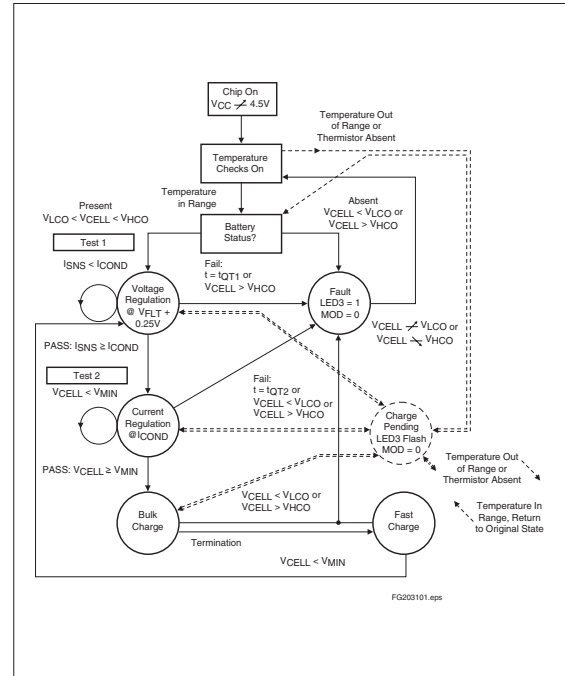 Chip On
VCC ↗ 4.5V
Temperature Out
of Range or
Thermistor Absent
Temperature
Checks On
Temperature
in Range
Present
VLCO < VCELL < VHCO
Absent
VCELL < VLCO or
VCELL > VHCO
Battery
Status?
Test 1
ISNS < ICOND
Fail:
t = tQT1 or
VCELL > VHCO
Voltage
Regulation
@ VFLT +
0.25V
Fault
LED3 = 1
MOD = 0
VCELL ↗ VLCO or
VCELL ↘ VHCO
PASS: ISNS ≥ ICOND
Test 2
VCELL < VMIN
Fail:
t = tQT2 or
VCELL < VLCO or
VCELL > VHCO
Current
Regulation
@ICOND
Charge
Pending
LED3 Flash
MOD = 0
Temperature Out
of Range or
Thermistor Absent
PASS: VCELL ≥ VMIN
VCELL < VLCO or
VCELL > VHCO
Temperature In
Range, Return
to Original State
Bulk
Charge
Fast
Charge
Termination
VCELL < VMIN
FG203101.eps